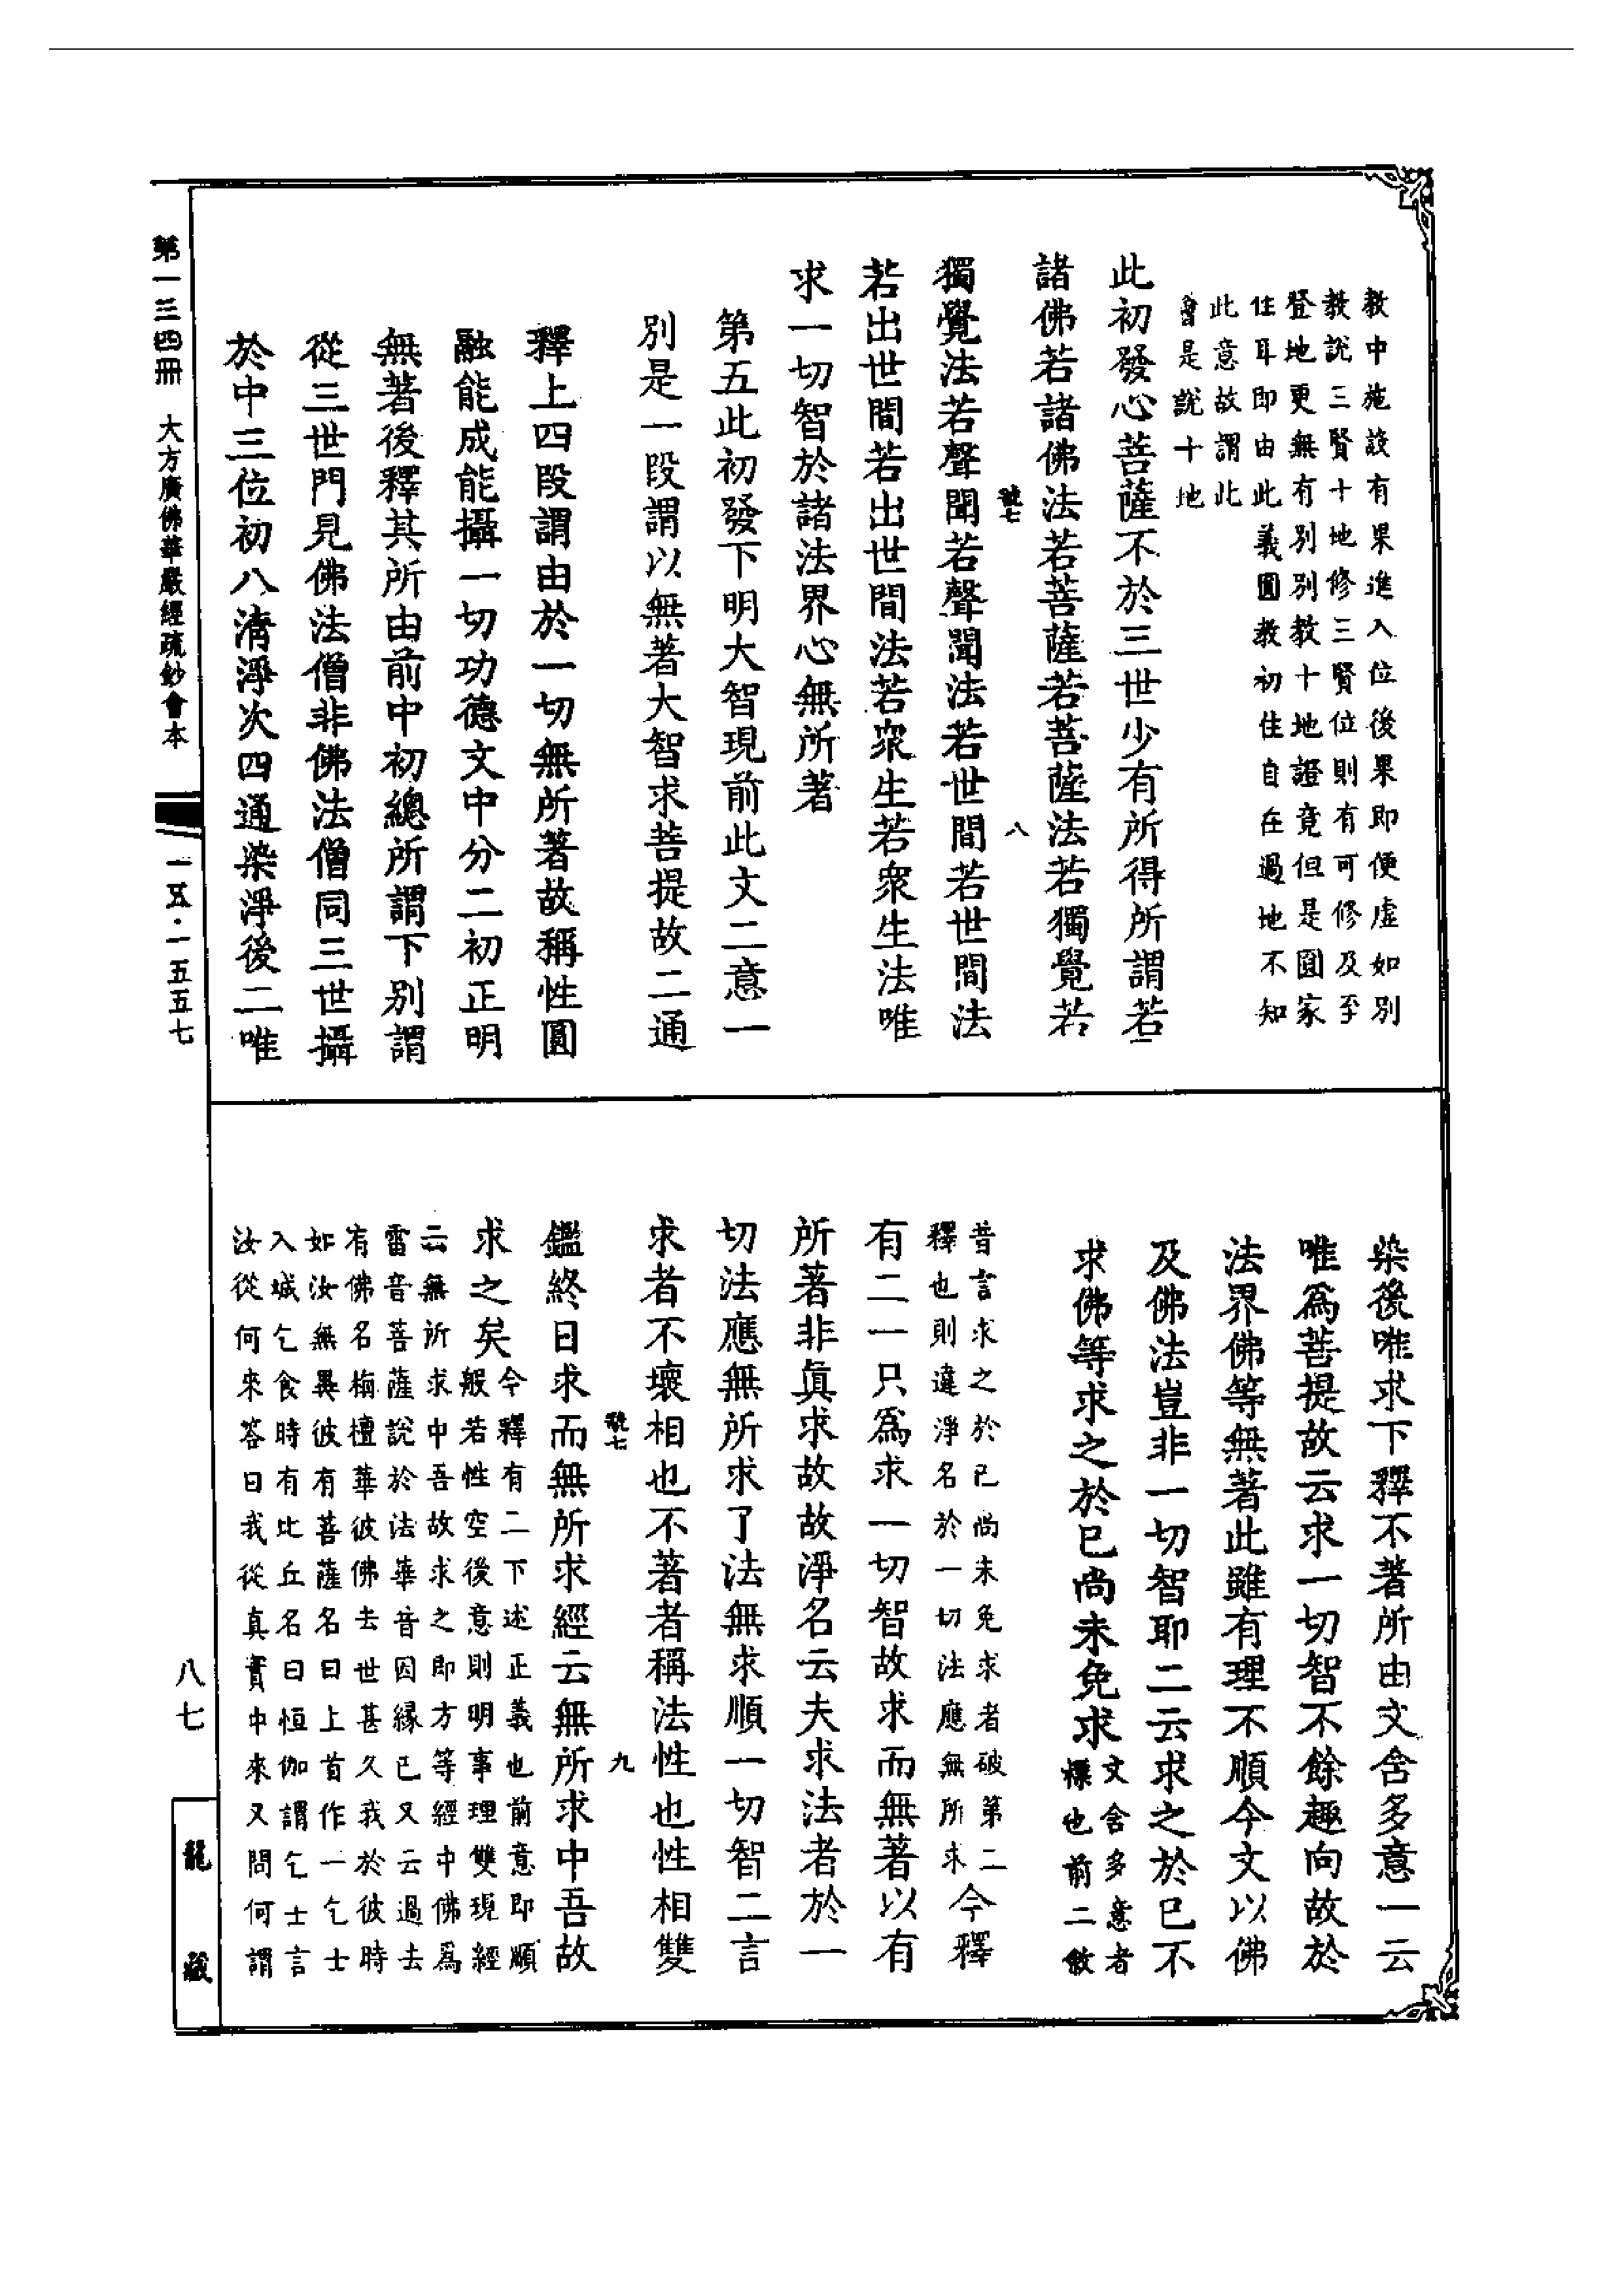 教中施設有果進入位後果即便虛如別
教說三賢十地修三賢位則有可修及至
登地更無有別別教十地證竟但是圓家
住耳即由此義圓教初住自在過地不知
此意故謂此
會是說十地
此初發心菩薩不於三世少有所得所謂若
諸佛若諸佛法若菩薩若菩薩法若獨覺若
號七
八
獨覺法若聲聞若聲聞法若世間若世間法
若出世間若出世間法若眾生若眾生法唯
求一切智於諸法界心無所著
第五此初發下明大智現前此文二意一
別是一段謂以無著大智求菩提故二通
釋上四段謂由於一切無所著故稱性圓
融能成能攝一切功德文中分二初正明
無著後釋其所由前中初總所謂下別謂
從三世門見佛法僧非佛法僧同三世攝
於中三位初八清淨次四通染淨後二唯
染後唯求下釋不著所由文含多意一云
唯爲菩提故云求一切智不餘趣向故於
法界佛等無著此雖有理不順今文以佛
及佛法豈非一切智耶二云求之於已不
求佛等求之於已尚未免求文含多意者
標也前二敘
昔言求之於已尚未免求者破第二
釋也則違淨名於一切法應無所求今釋
有二一只爲求一切智故求而無著以有
所著非眞求故故淨名云夫求法者於一
切法應無所求了法無求順一切智二言
求者不壞相也不著者稱法性也性相雙
號七
九
鑑終日求而無所求經云無所求中吾故
求之矣今釋有二下述正義也前意即順
般若性空後意則明事理雙現經
云無所求中吾故求之即方等經中佛爲
雷音菩薩說於法華音因緣已又云過去
有佛名栴檀華彼佛去世甚久我於彼時
如汝無異彼有菩薩名曰上首作一乞士
入城乞食時有比丘名曰恒伽謂乞士言
汝從何來答曰我從真實中來又問何謂
第一三四冊 大方廣佛華嚴經疏鈔會本
一五·一五五七
八七
龍藏